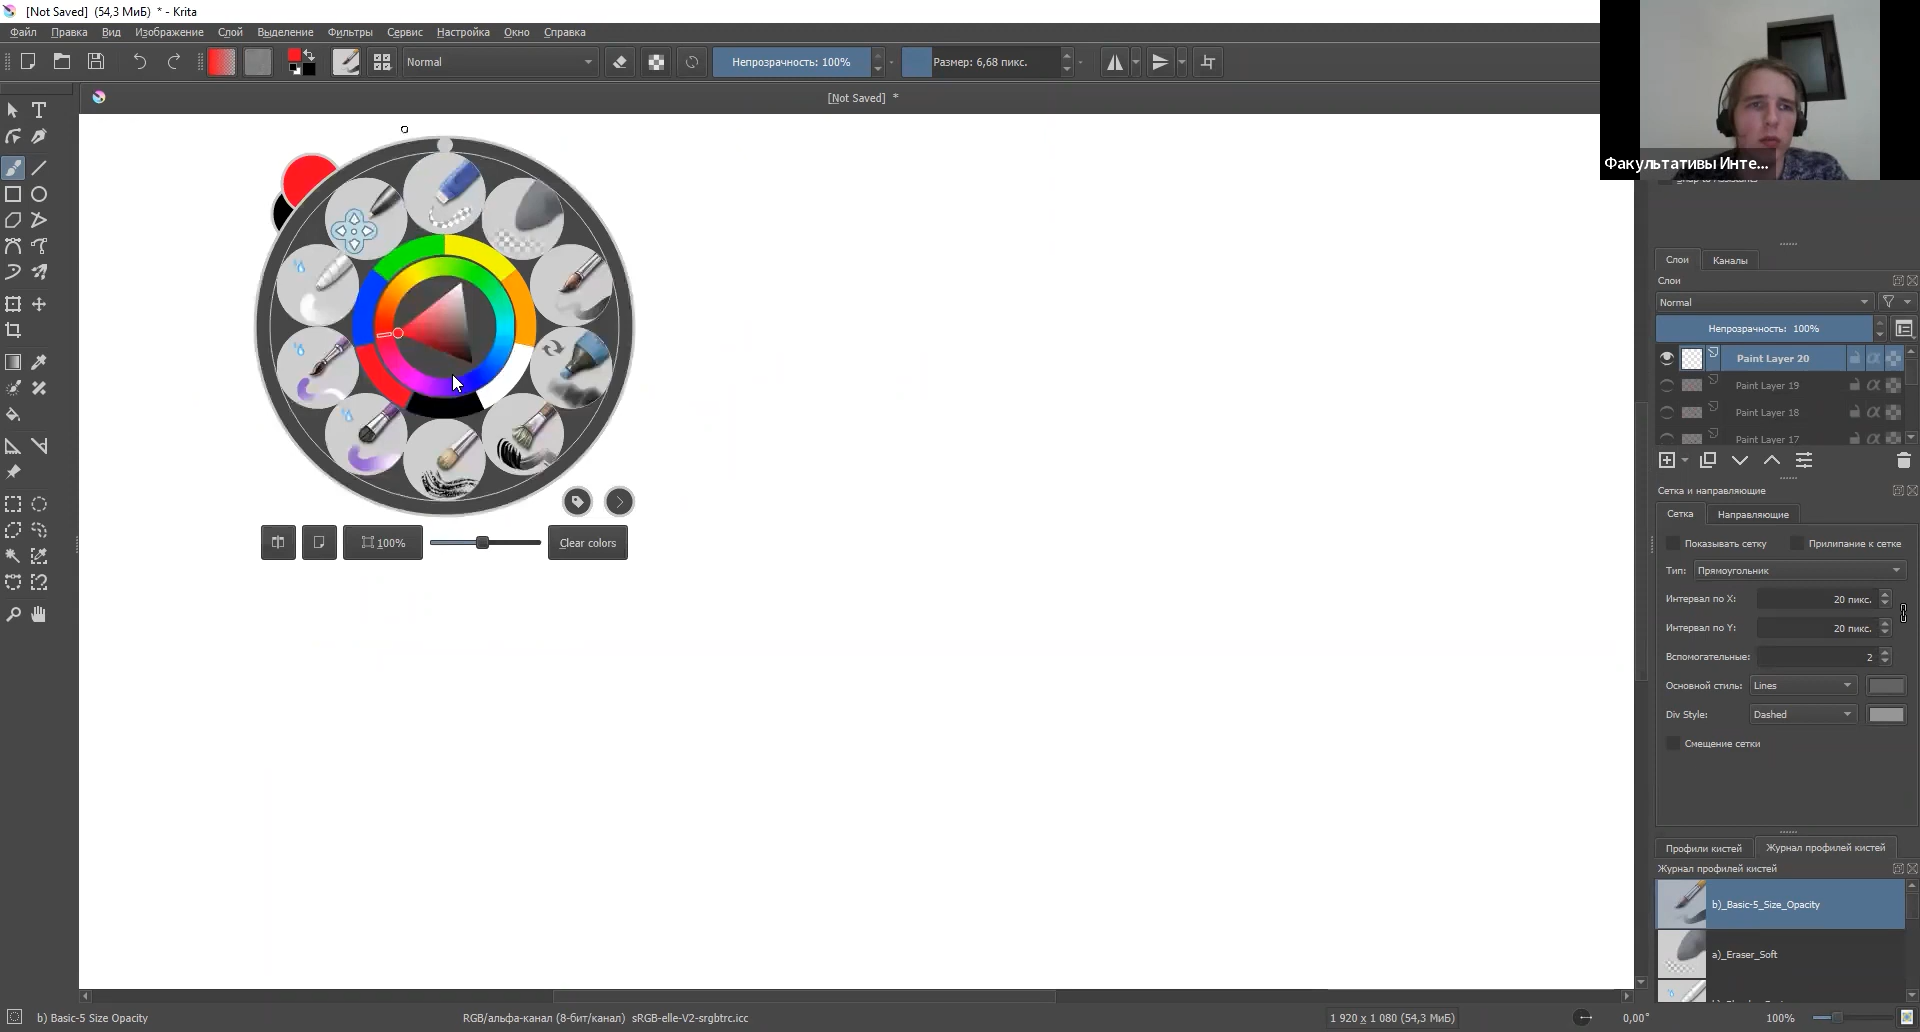 [Not Saved] (54,3 МиБ) * - Krita
Файл Правка Вид Изображение Слой Выделение Фильтры Сервис Настройка Окно Справка
Normal
Непрозрачность: 100%
Размер: 6,68 пикс.
[Not Saved] *
Факультативы Инте...
Слои Каналы
Слои
Normal
Непрозрачность: 100%
Paint Layer 20
Paint Layer 19
Paint Layer 18
Paint Layer 17
Сетка и направляющие
Сетка Направляющие
Показывать сетку Прилипание к сетке
Тип: Прямоугольник
Интервал по X: 20 пикс.
Интервал по Y: 20 пикс.
Вспомогательные: 2
Основной стиль: Lines
Div Style: Dashed
Смещение сетки
100%
Clear colors
Профили кистей Журнал профилей кистей
Журнал профилей кистей
b)_Basic-5_Size_Opacity
a)_Eraser_Soft
b) Basic-5 Size Opacity
RGB/альфа-канал (8-бит/канал) sRGB-elle-V2-srgbtrc.icc
1 920 x 1 080 (54,3 МиБ)
0,00°
100%